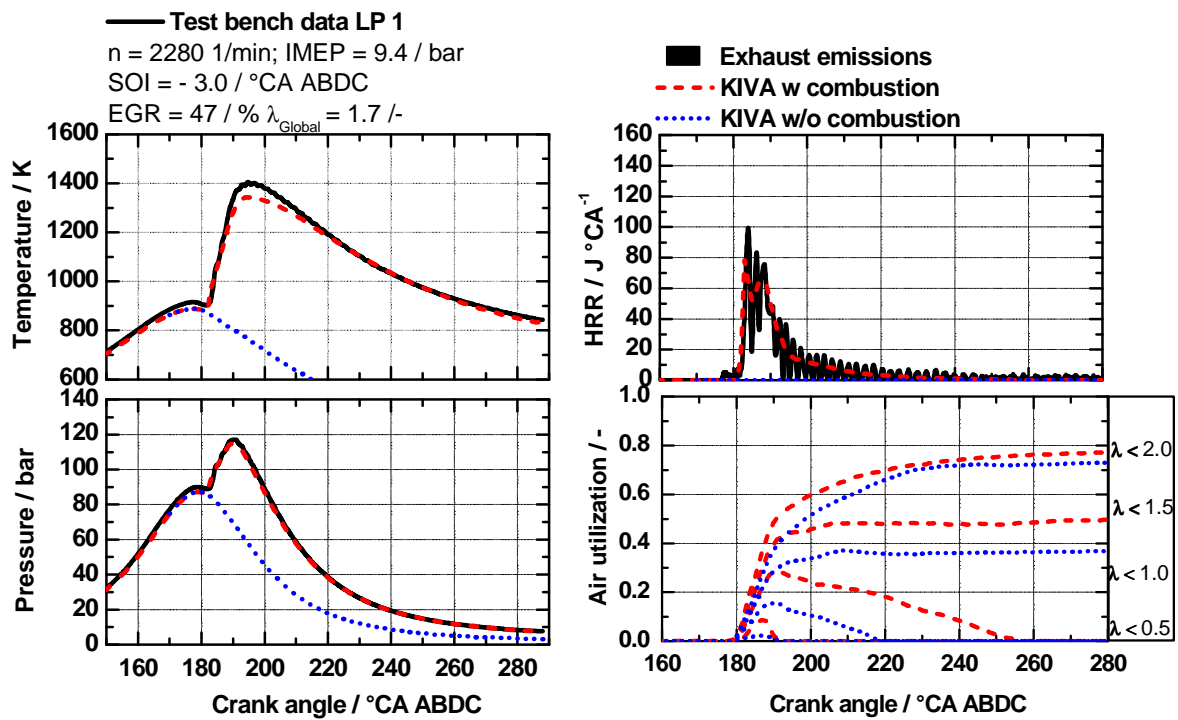 Test bench data LP 1
n = 2280 1/min; IMEP = 9.4 / bar
SOI = - 3.0 / °CA ABDC
EGR = 47 / % λGlobal = 1.7 /-
Exhaust emissions
KIVA w combustion
KIVA w/o combustion
1600
1400
1200
1000
800
600
Temperature / K
140
120
100
80
60
40
20
0
Pressure / bar
160 180 200 220 240 260 280
Crank angle / °CA ABDC
160
140
120
100
80
60
40
20
0
HRR / J °CA-1
1.0
0.8
0.6
0.4
0.2
0.0
Air utilization / -
λ < 2.0
λ < 1.5
λ < 1.0
λ < 0.5
160 180 200 220 240 260 280
Crank angle / °CA ABDC